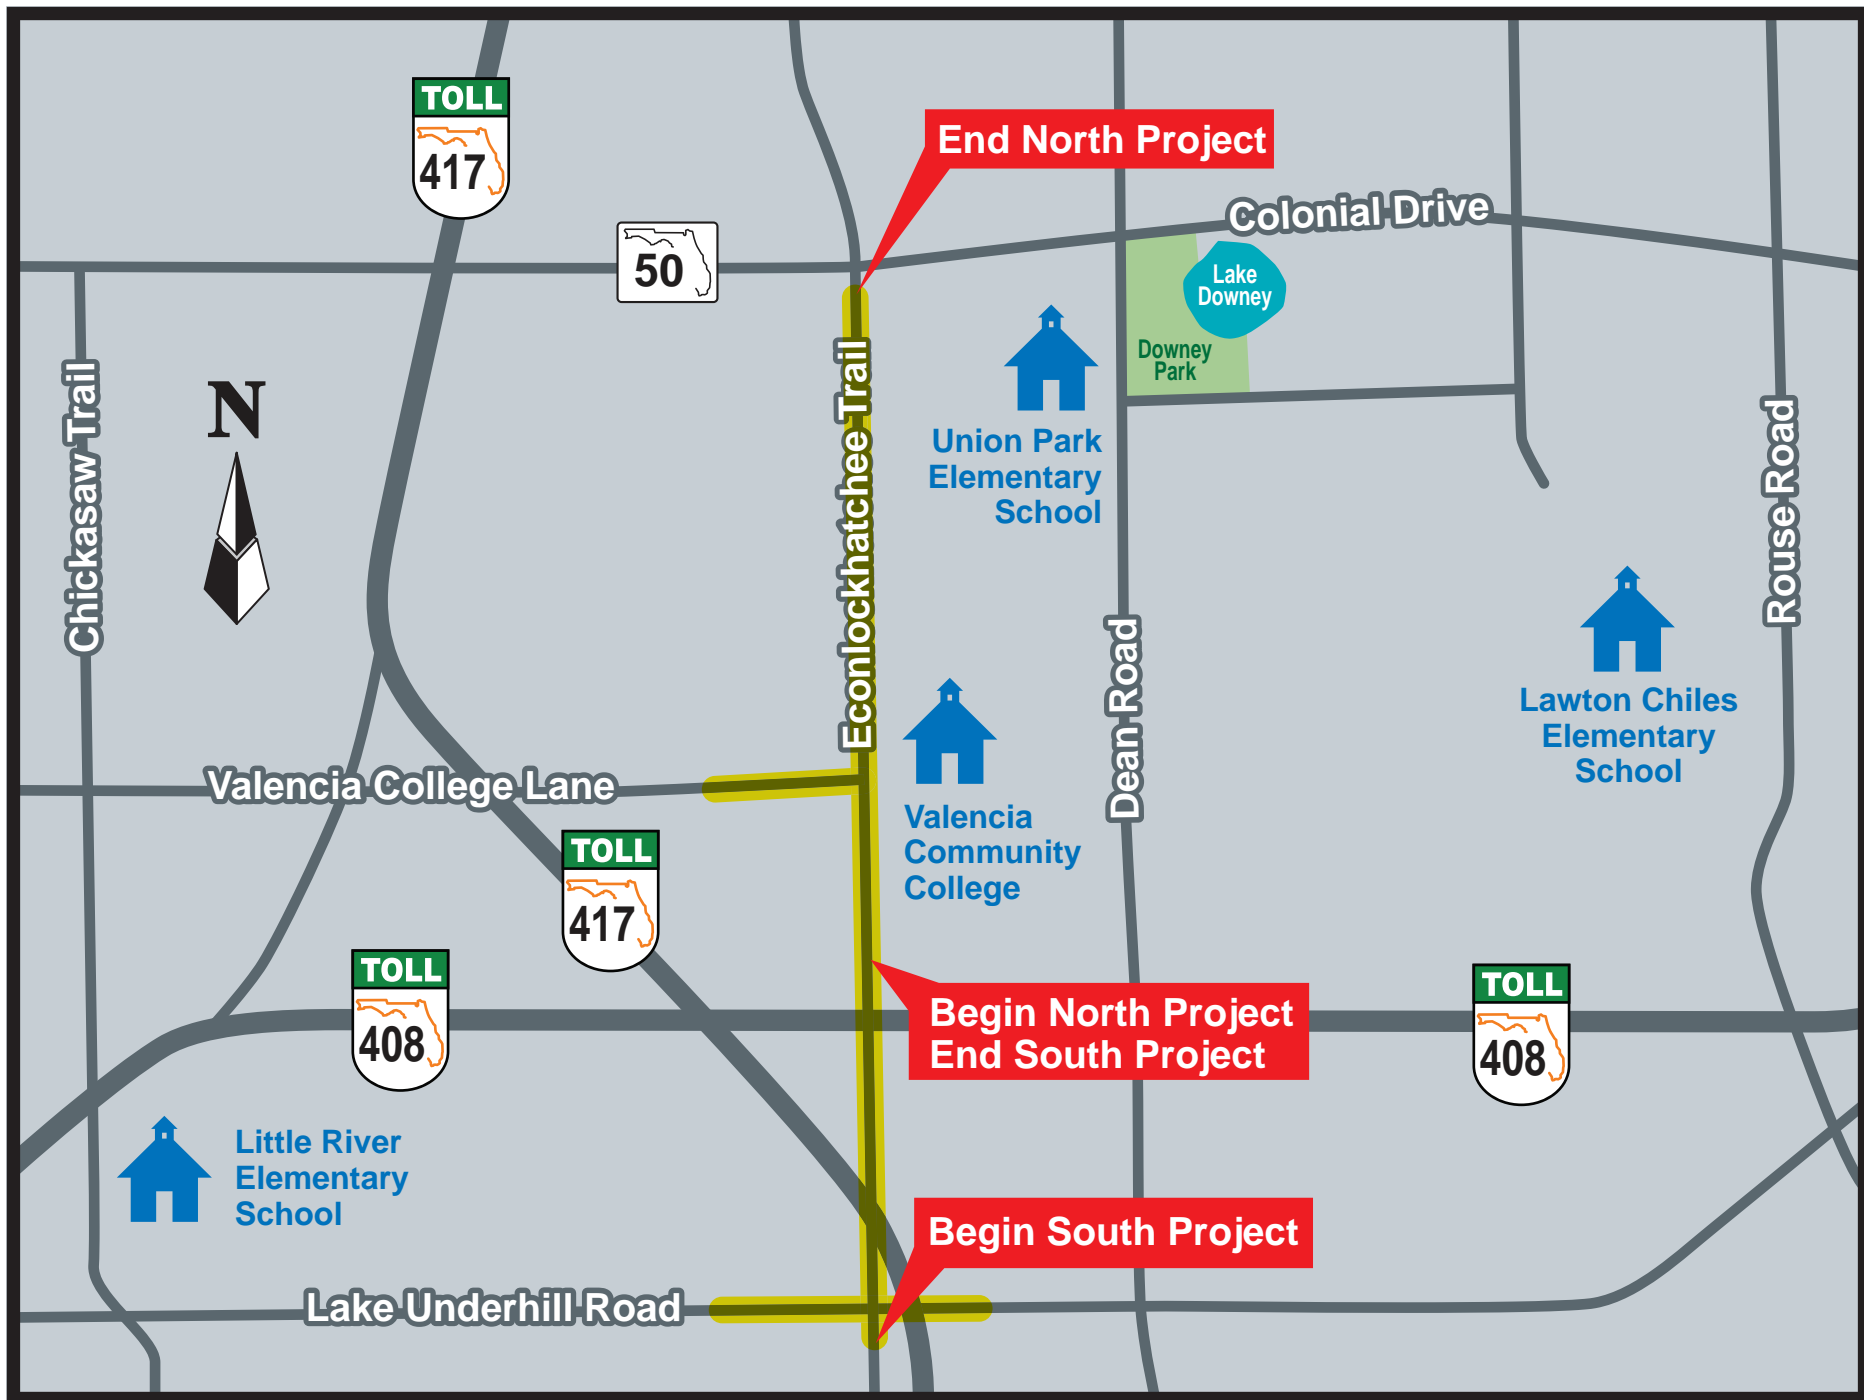 TOLL
417
End North Project
Colonial Drive
50
Lake
Downey
Downey
Park
Econlockhatchee Trail
Chickasaw Trail
N
Union Park
Elementary
School
Rouse Road
Dean Road
Lawton Chiles
Elementary
School
Valencia College Lane
Valencia
Community
College
TOLL
417
TOLL
408
Begin North Project
End South Project
TOLL
408
Little River
Elementary
School
Begin South Project
Lake Underhill Road